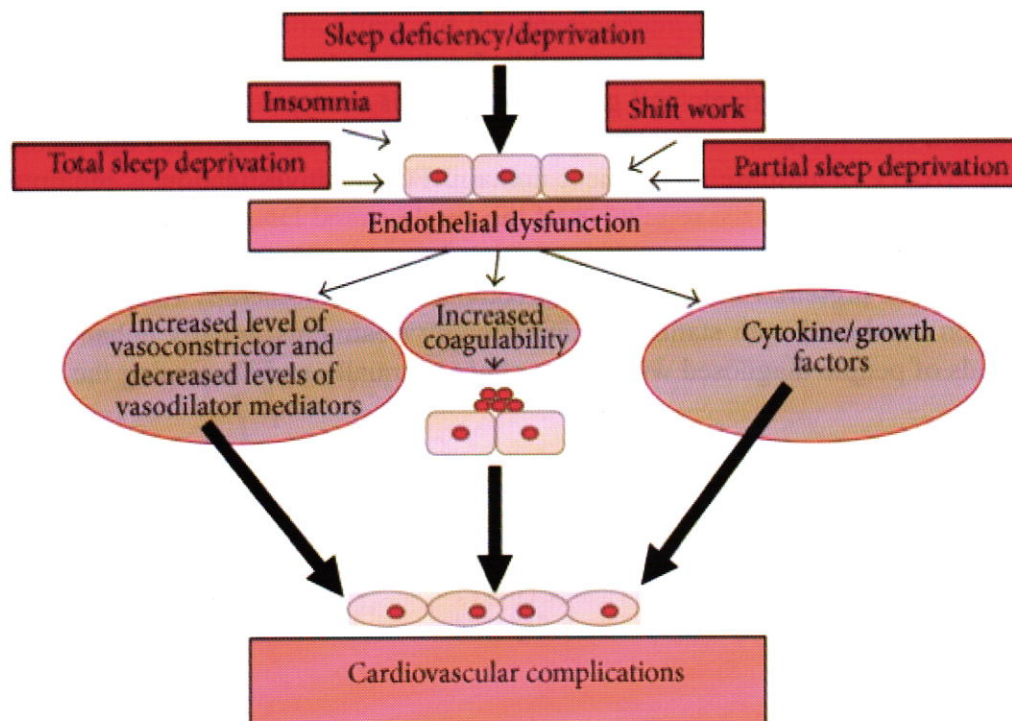 Sleep deficiency/deprivation
Insomnia
Shift work
Total sleep deprivation
Partial sleep deprivation
Endothelial dysfunction
Increased level of
vasoconstrictor and
decreased levels of
vasodilator mediators
Increased
coagulability
Cytokine/growth
factors
Cardiovascular complications